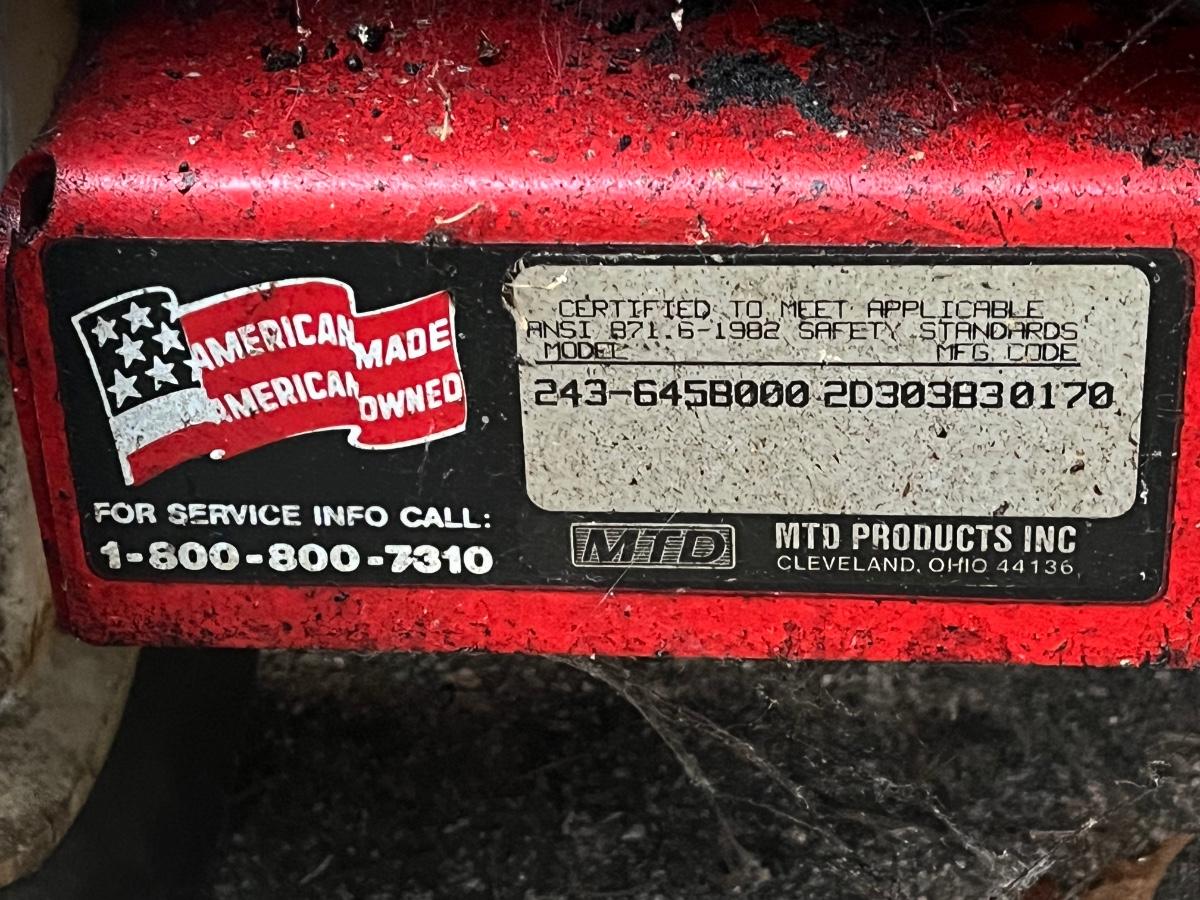 AMERICAN MADE
AMERICAN OWNED
FOR SERVICE INFO CALL:
1-800-800-7310
CERTIFIED TO MEET APPLICABLE
ANSI B71.6-1982 SAFETY STANDARDS
MODEL MFG. CODE
243-645B000 2D303B30170
MTD
MTD PRODUCTS INC
CLEVELAND, OHIO 44136